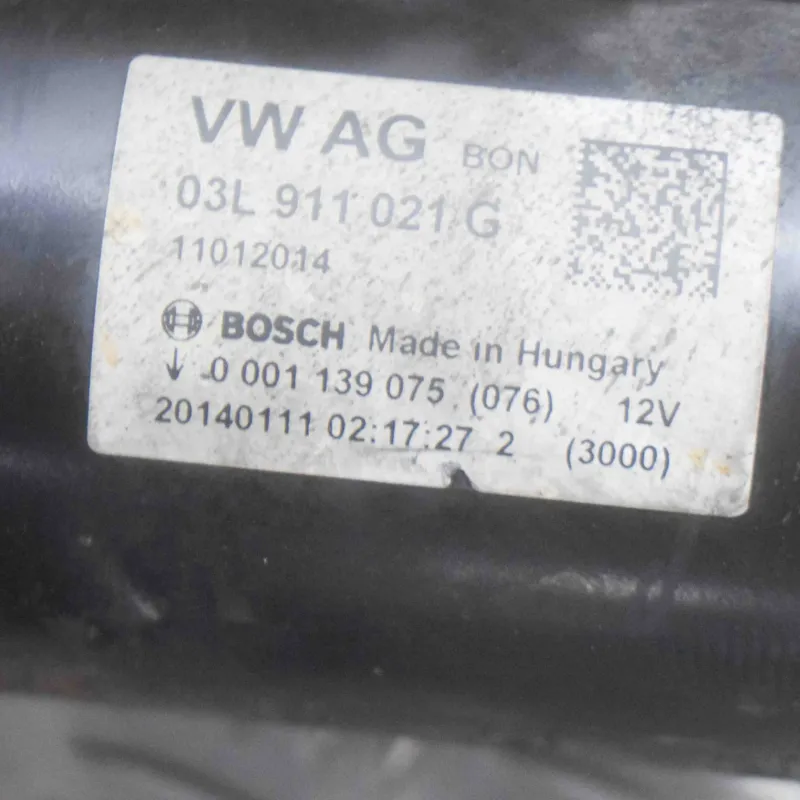 VW AG BON
03L 911 021 G
11012014
BOSCH Made in Hungary
↓ 0 001 139 075 (076) 12V
20140111 02:17:27 2 (3000)